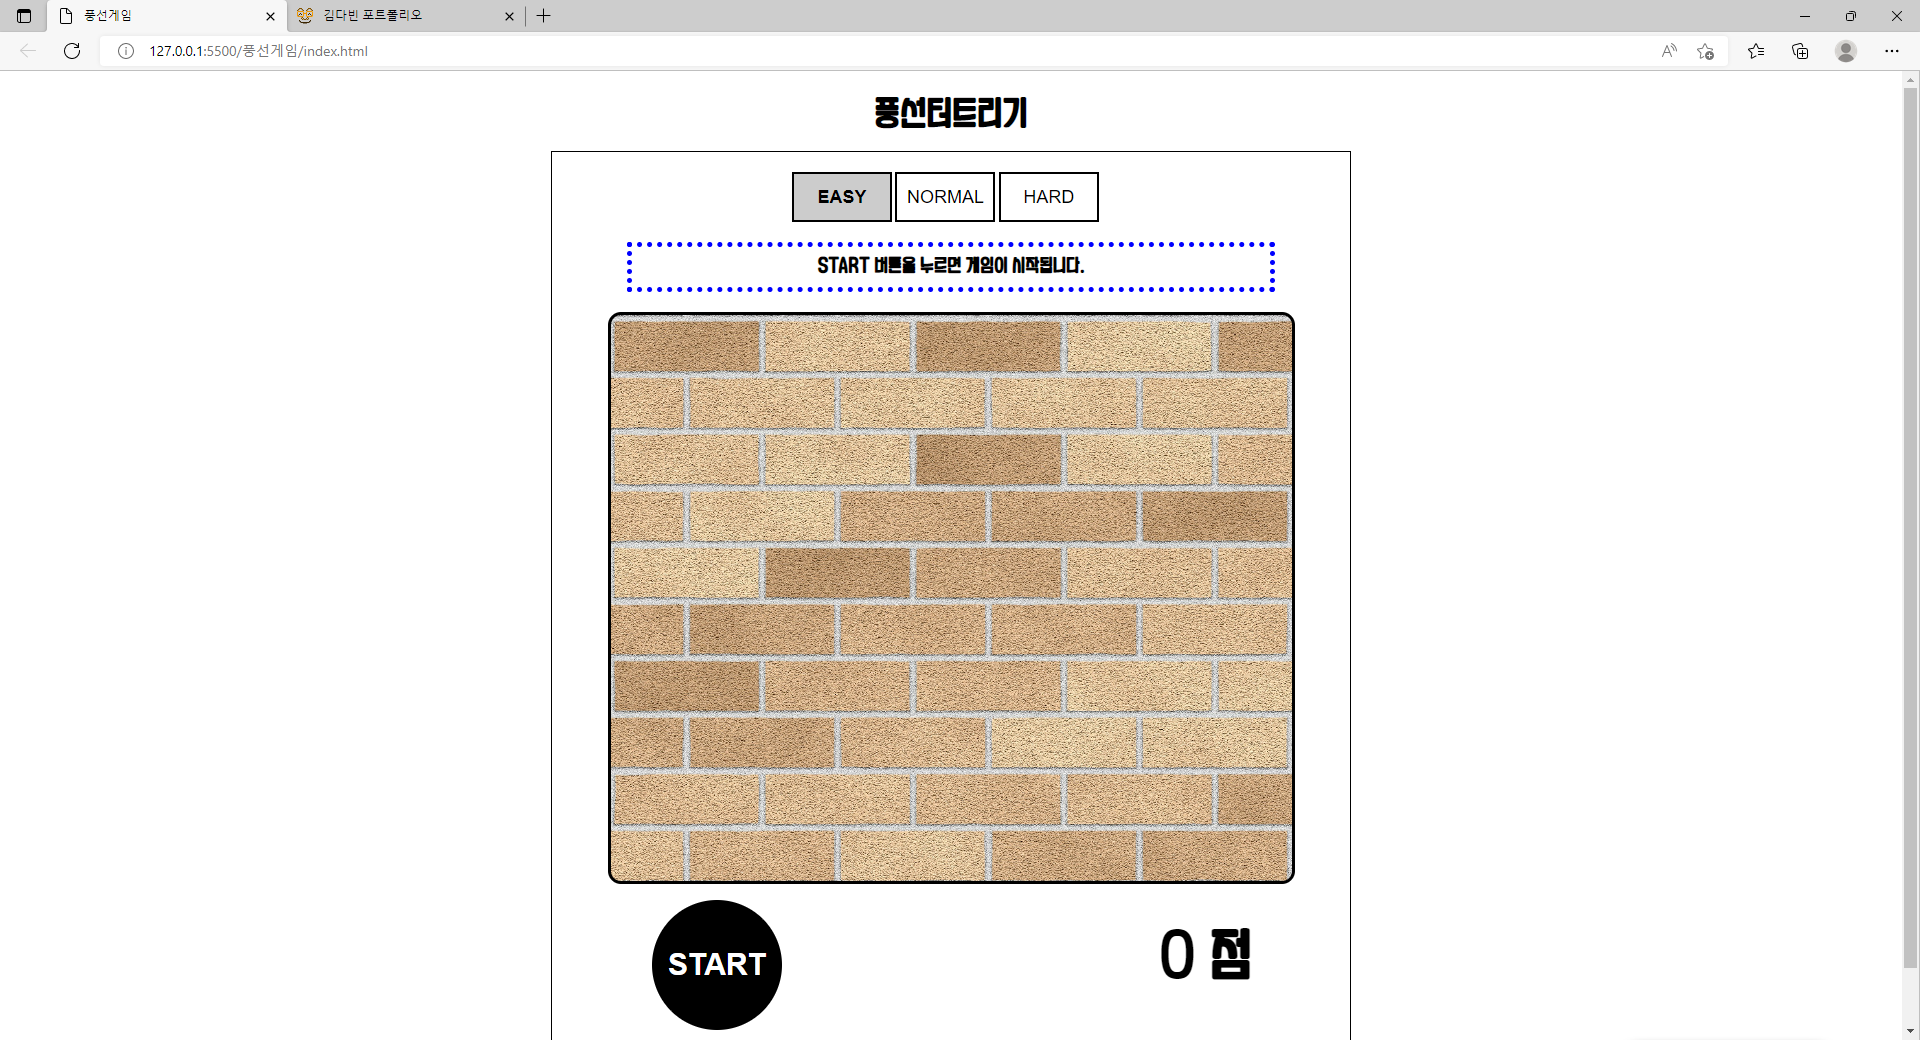 풍선게임
김다빈 포트폴리오
127.0.0.1:5500/풍선게임/index.html
풍선터트리기
EASY NORMAL HARD
START 버튼을 누르면 게임이 시작됩니다.
START
0 점